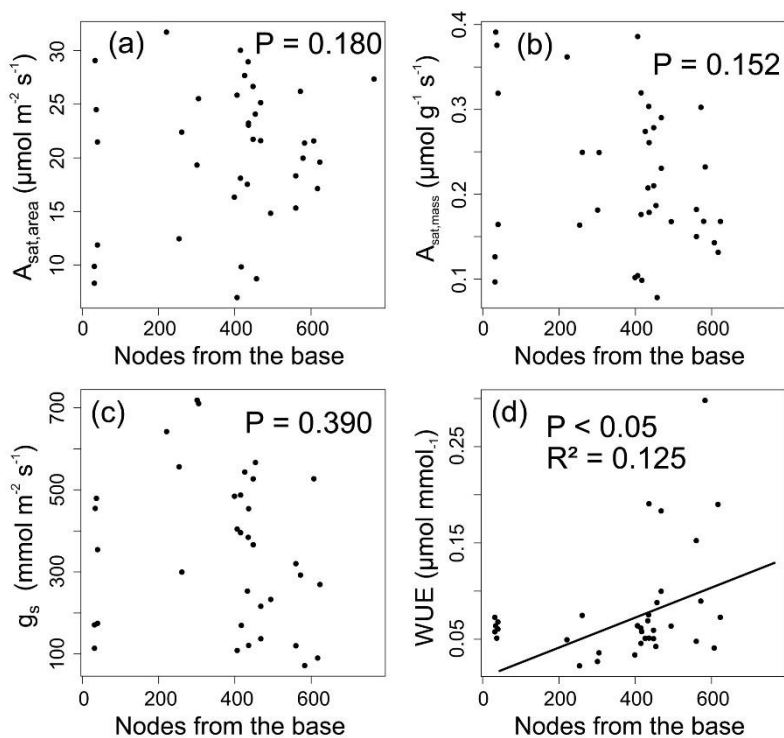 (a)
P = 0.180
A_sat,area (µmol m⁻² s⁻¹)
30
25
20
15
10
0 200 400 600
Nodes from the base
(b)
P = 0.152
A_sat,mass (µmol g⁻¹ s⁻¹)
0.4
0.3
0.2
0.1
0 200 400 600
Nodes from the base
(c)
P = 0.390
g_s (mmol m⁻² s⁻¹)
700
500
300
100
0 200 400 600
Nodes from the base
(d)
P < 0.05
R² = 0.125
WUE (µmol mmol₋₁)
0.25
0.15
0.05
0 200 400 600
Nodes from the base